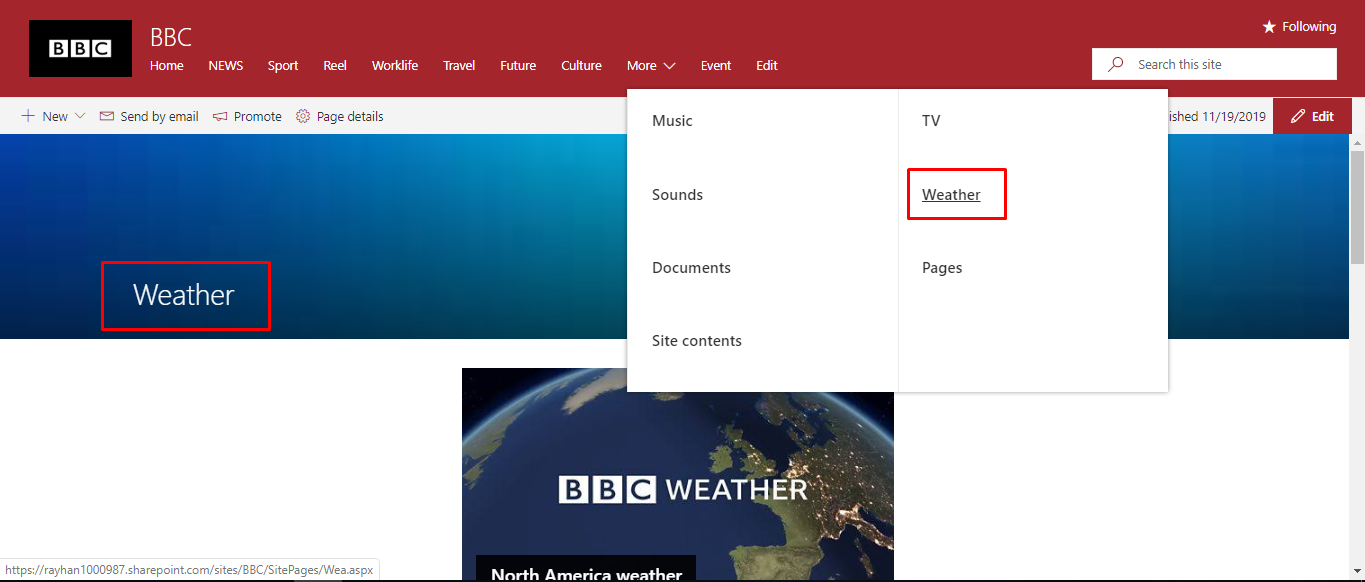 BBC
BBC
Following
Home NEWS Sport Reel Worklife Travel Future Culture More Event Edit
Search this site
New Send by email Promote Page details
ished 11/19/2019 Edit
Music TV
Sounds Weather
Documents Pages
Site contents
Weather
BBC WEATHER
North America weather
https://rayhan1000987.sharepoint.com/sites/BBC/SitePages/Wea.aspx